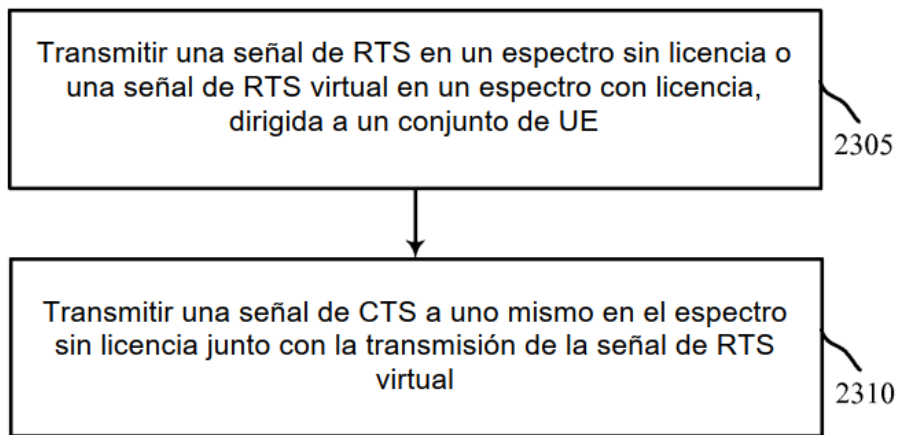 Transmitir una señal de RTS en un espectro sin licencia o
una señal de RTS virtual en un espectro con licencia,
dirigida a un conjunto de UE
2305
Transmitir una señal de CTS a uno mismo en el espectro
sin licencia junto con la transmisión de la señal de RTS
virtual
2310